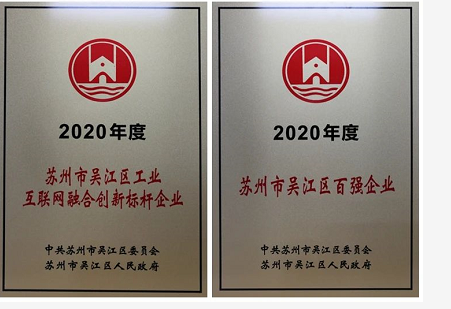 2020年度
苏州市吴江区工业
互联网融合创新标杆企业
中共苏州市吴江区委员会
苏州市吴江区人民政府
2020年度
苏州市吴江区百强企业
中共苏州市吴江区委员会
苏州市吴江区人民政府